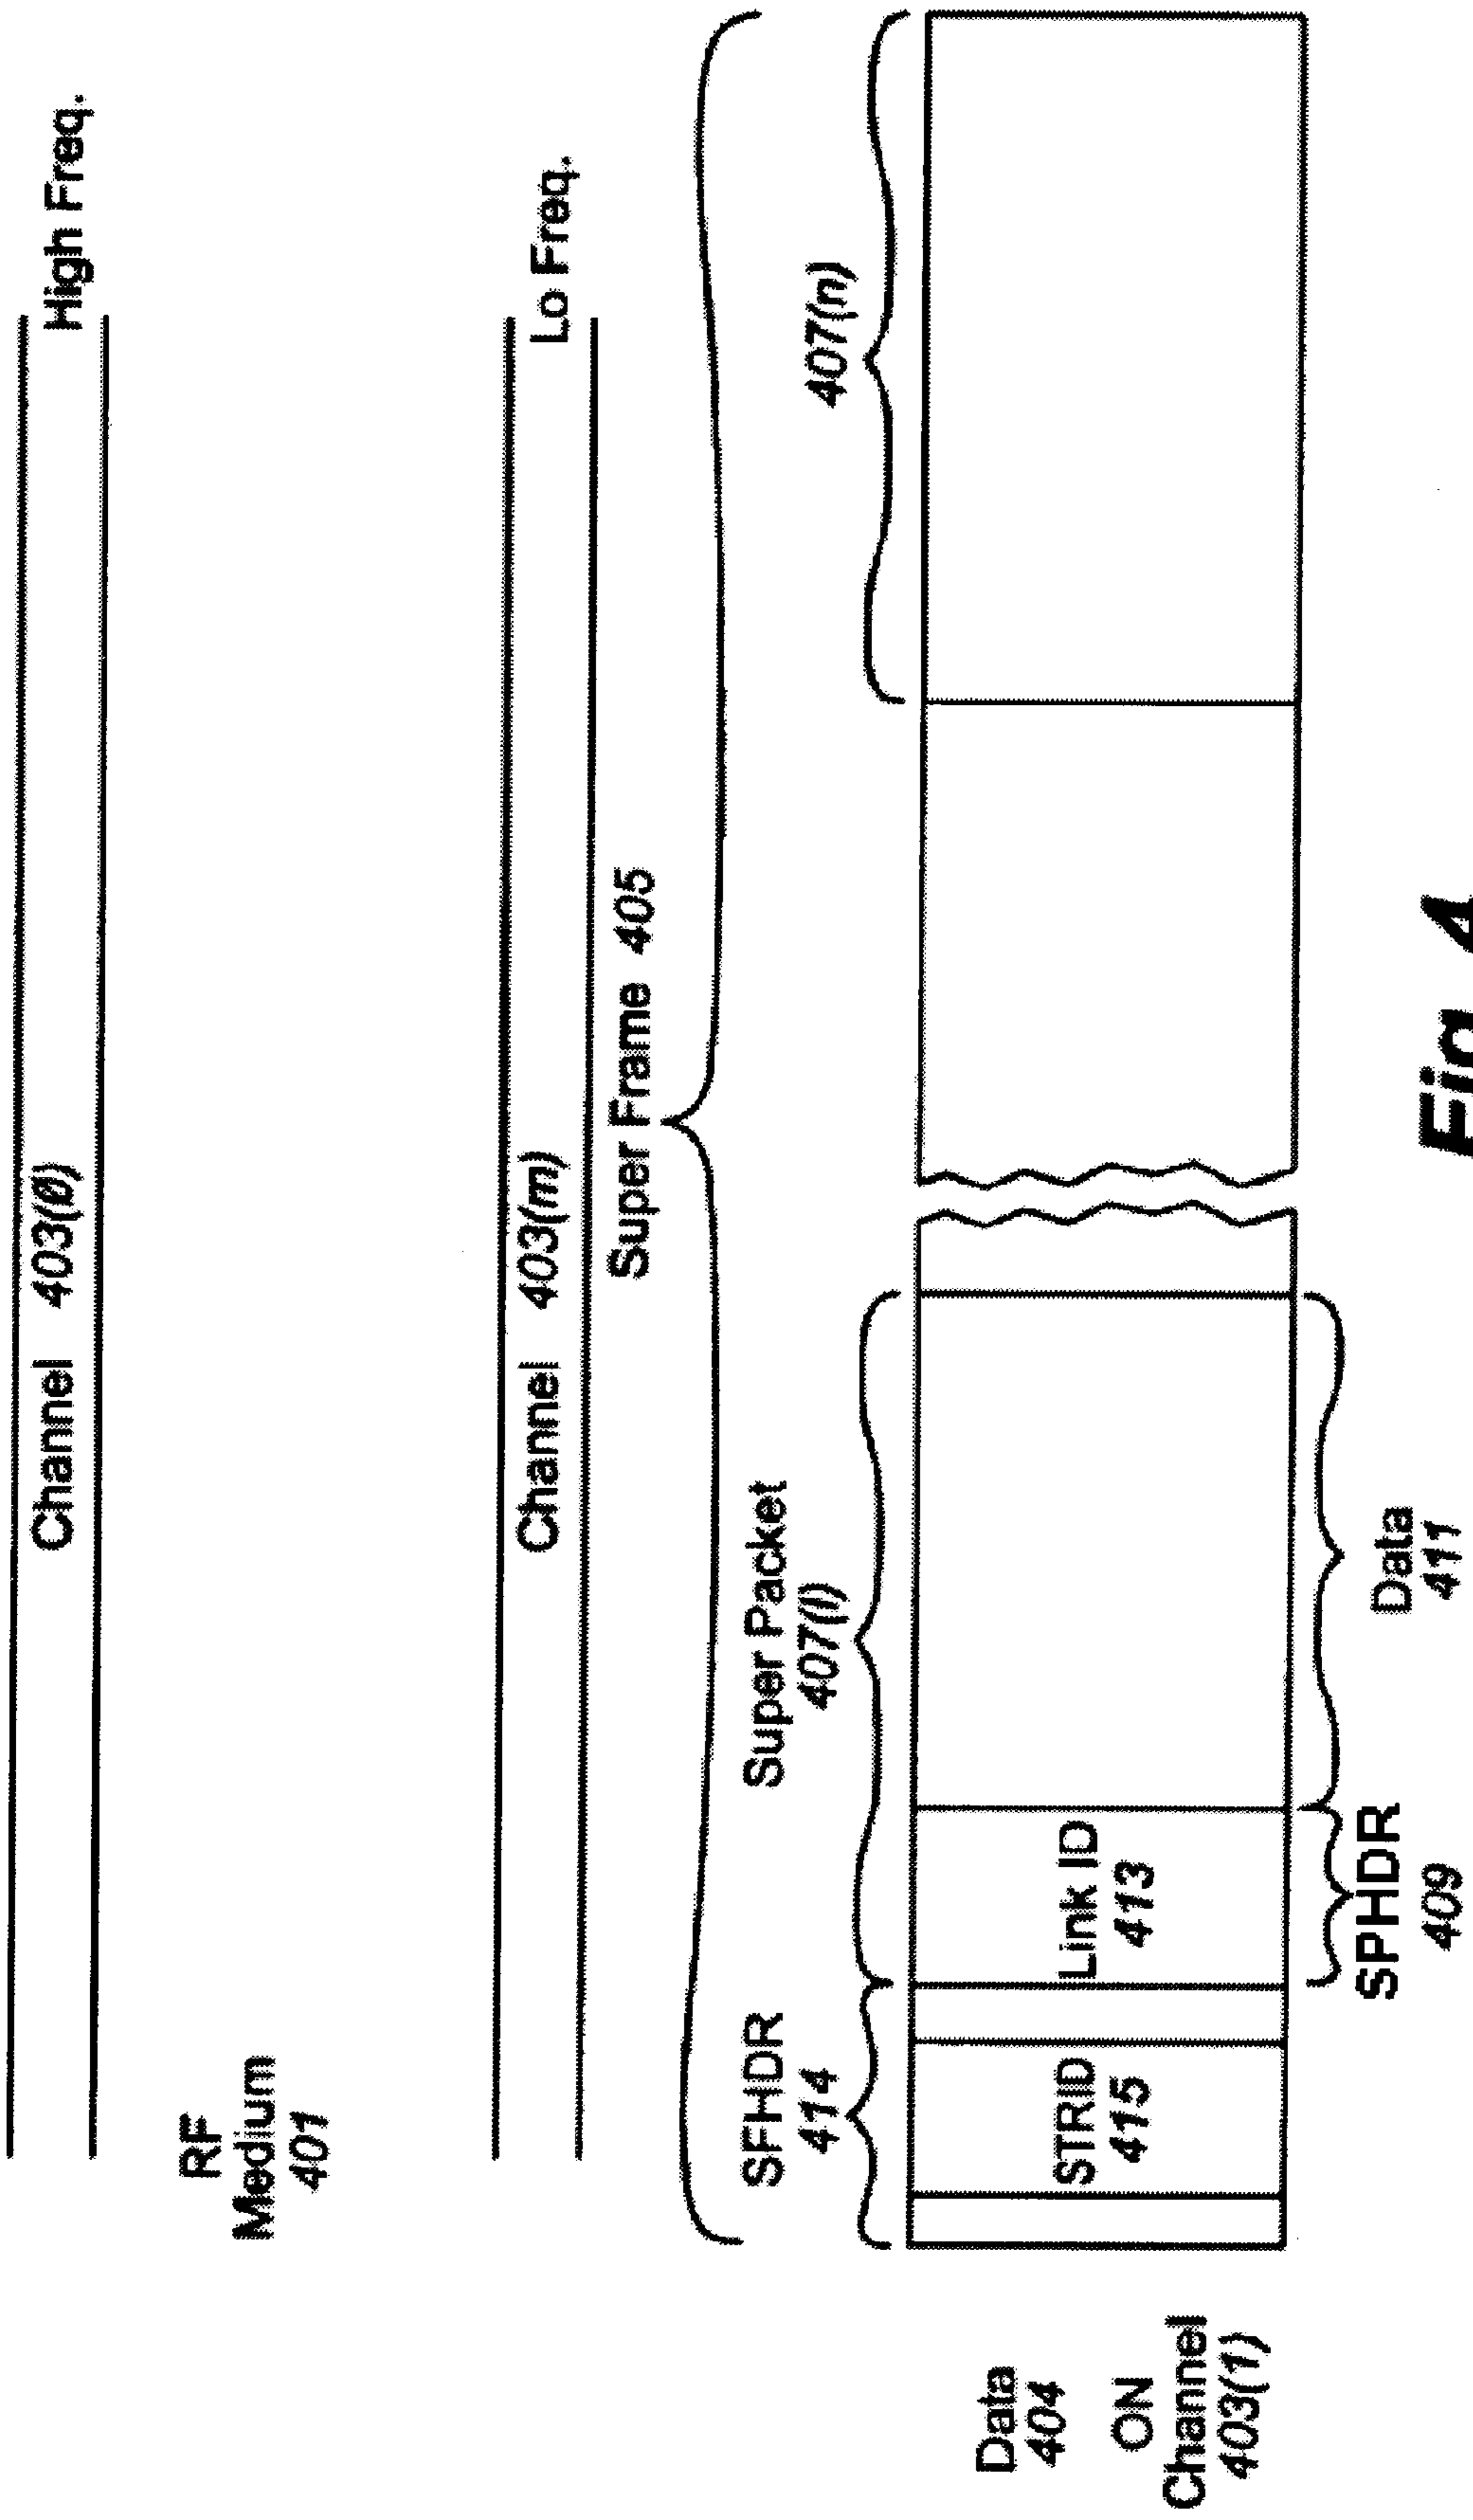 Channel 403(0)
High Freq.
RF
Medium
401
Channel 403(m)
Lo Freq.
Super Frame 405
SFHDR
414
Super Packet
407(l)
407(n)
Data
404
ON
Channel
403(1)
STRID
415
Link ID
413
SPHDR
409
Data
411
Fig. 4